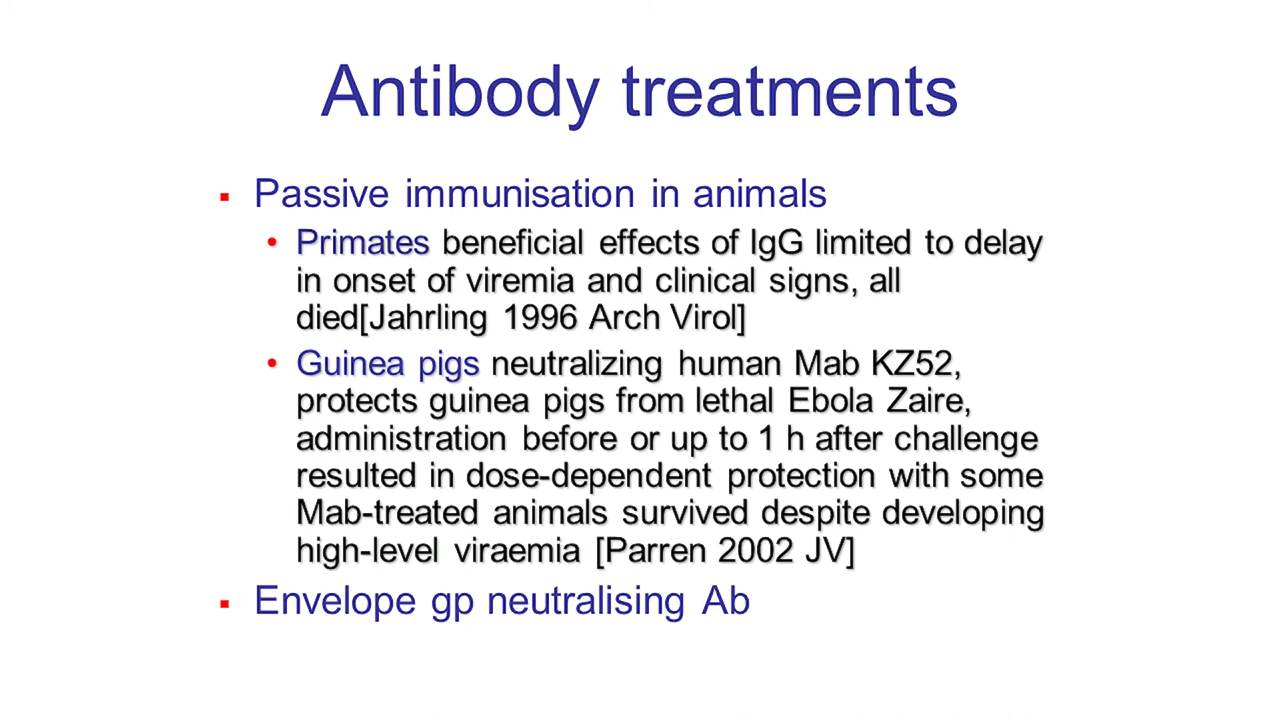 Antibody treatments
▪ Passive immunisation in animals
• Primates beneficial effects of IgG limited to delay
in onset of viremia and clinical signs, all
died[Jahrling 1996 Arch Virol]
• Guinea pigs neutralizing human Mab KZ52,
protects guinea pigs from lethal Ebola Zaire,
administration before or up to 1 h after challenge
resulted in dose-dependent protection with some
Mab-treated animals survived despite developing
high-level viraemia [Parren 2002 JV]
▪ Envelope gp neutralising Ab